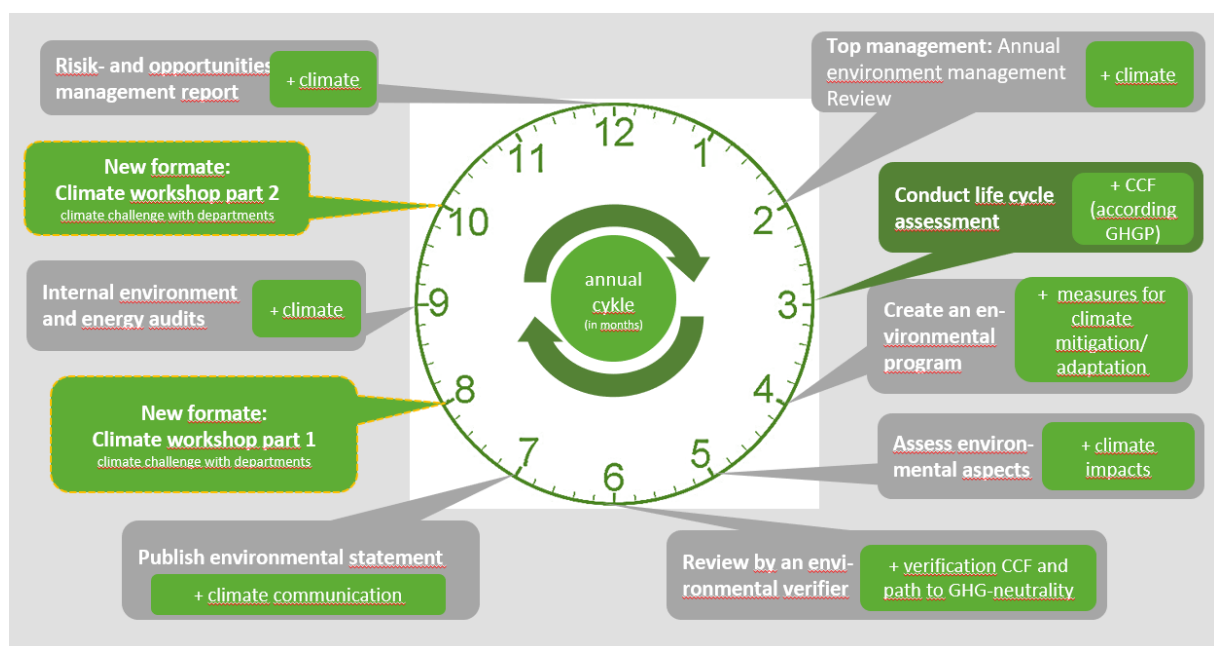 Risik- and opportunities
management report
+ climate
Top management: Annual
environment management
Review
+ climate
New formate:
Climate workshop part 2
climate challenge with departments
Conduct life cycle
assessment
+ CCF
(according
GHGP)
Internal environment
and energy audits
+ climate
Create an en-
vironmental
program
+ measures for
climate
mitigation/
adaptation
New formate:
Climate workshop part 1
climate challenge with departments
Assess environ-
mental aspects
+ climate
impacts
Publish environmental statement
+ climate communication
Review by an envi-
ronmental verifier
+ verification CCF and
path to GHG-neutrality
12
1
2
3
4
5
6
7
8
9
10
11
annual
cykle
(in months)